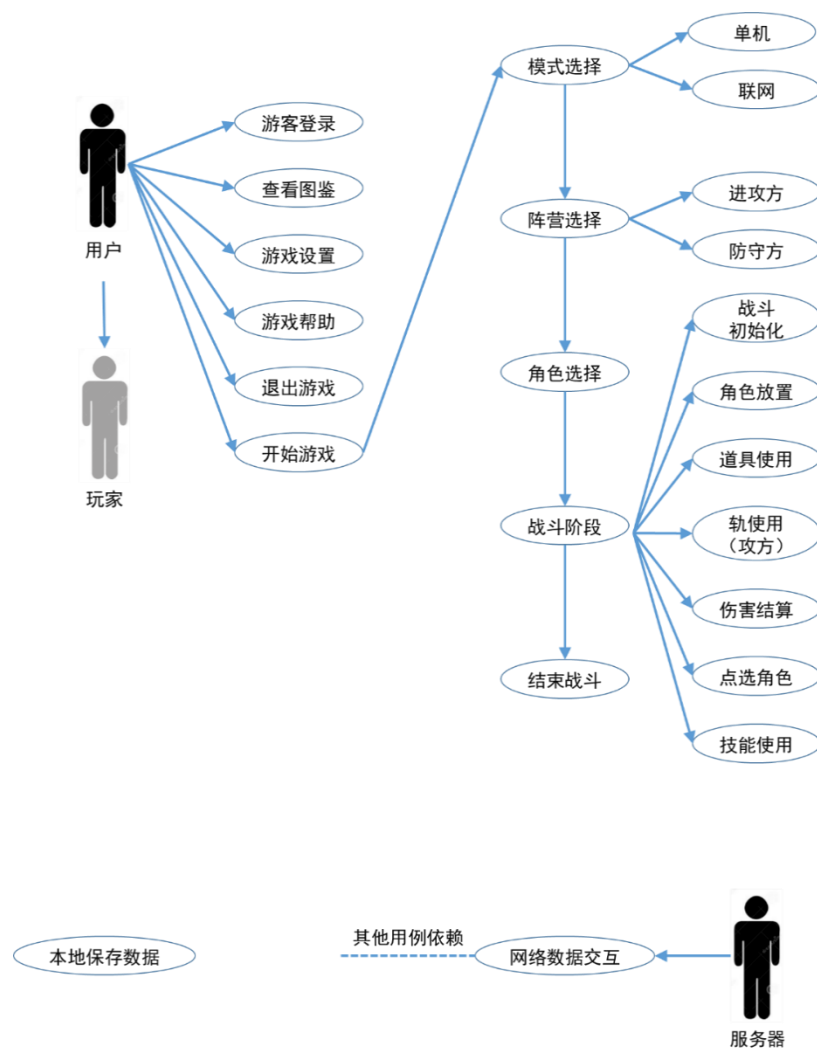 单机
模式选择
联网
游客登录
查看图鉴
进攻方
阵营选择
用户
游戏设置
防守方
战斗
初始化
游戏帮助
角色选择
退出游戏
角色放置
开始游戏
道具使用
玩家
战斗阶段
轨使用
（攻方）
伤害结算
结束战斗
点选角色
技能使用
其他用例依赖
本地保存数据
网络数据交互
服务器